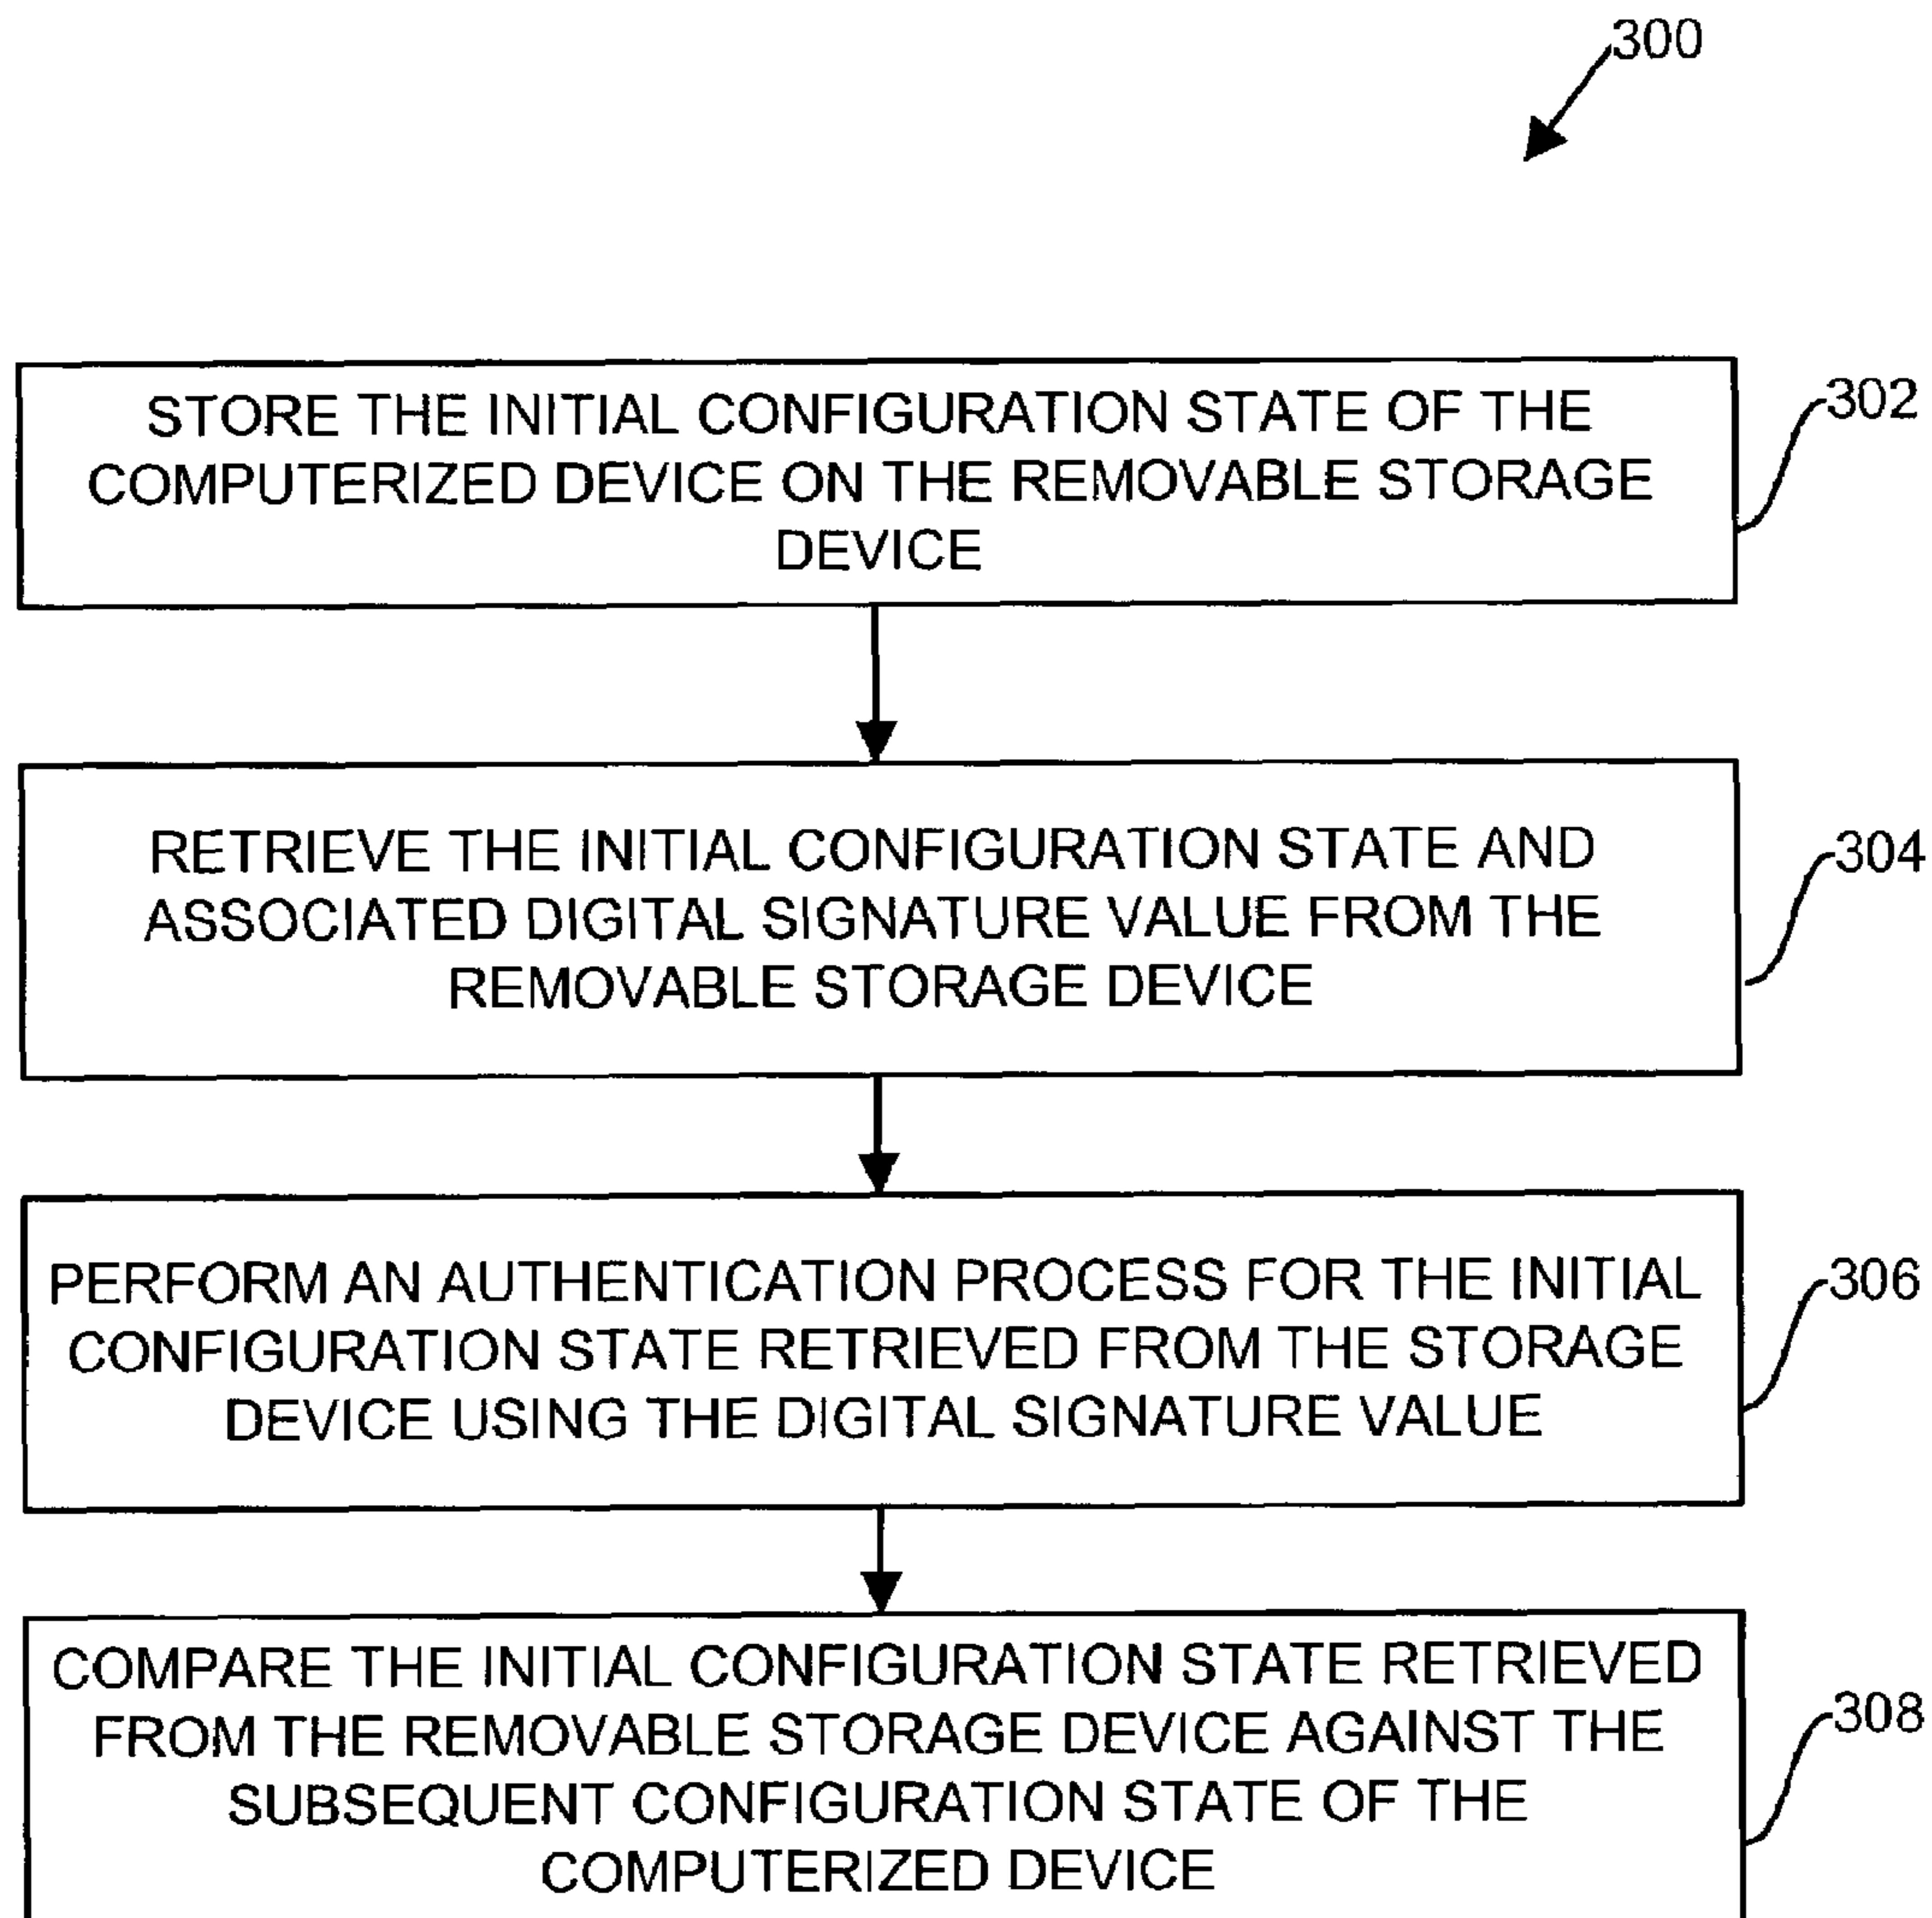 300
STORE THE INITIAL CONFIGURATION STATE OF THE
COMPUTERIZED DEVICE ON THE REMOVABLE STORAGE
DEVICE
302
RETRIEVE THE INITIAL CONFIGURATION STATE AND
ASSOCIATED DIGITAL SIGNATURE VALUE FROM THE
REMOVABLE STORAGE DEVICE
304
PERFORM AN AUTHENTICATION PROCESS FOR THE INITIAL
CONFIGURATION STATE RETRIEVED FROM THE STORAGE
DEVICE USING THE DIGITAL SIGNATURE VALUE
306
COMPARE THE INITIAL CONFIGURATION STATE RETRIEVED
FROM THE REMOVABLE STORAGE DEVICE AGAINST THE
SUBSEQUENT CONFIGURATION STATE OF THE
COMPUTERIZED DEVICE
308